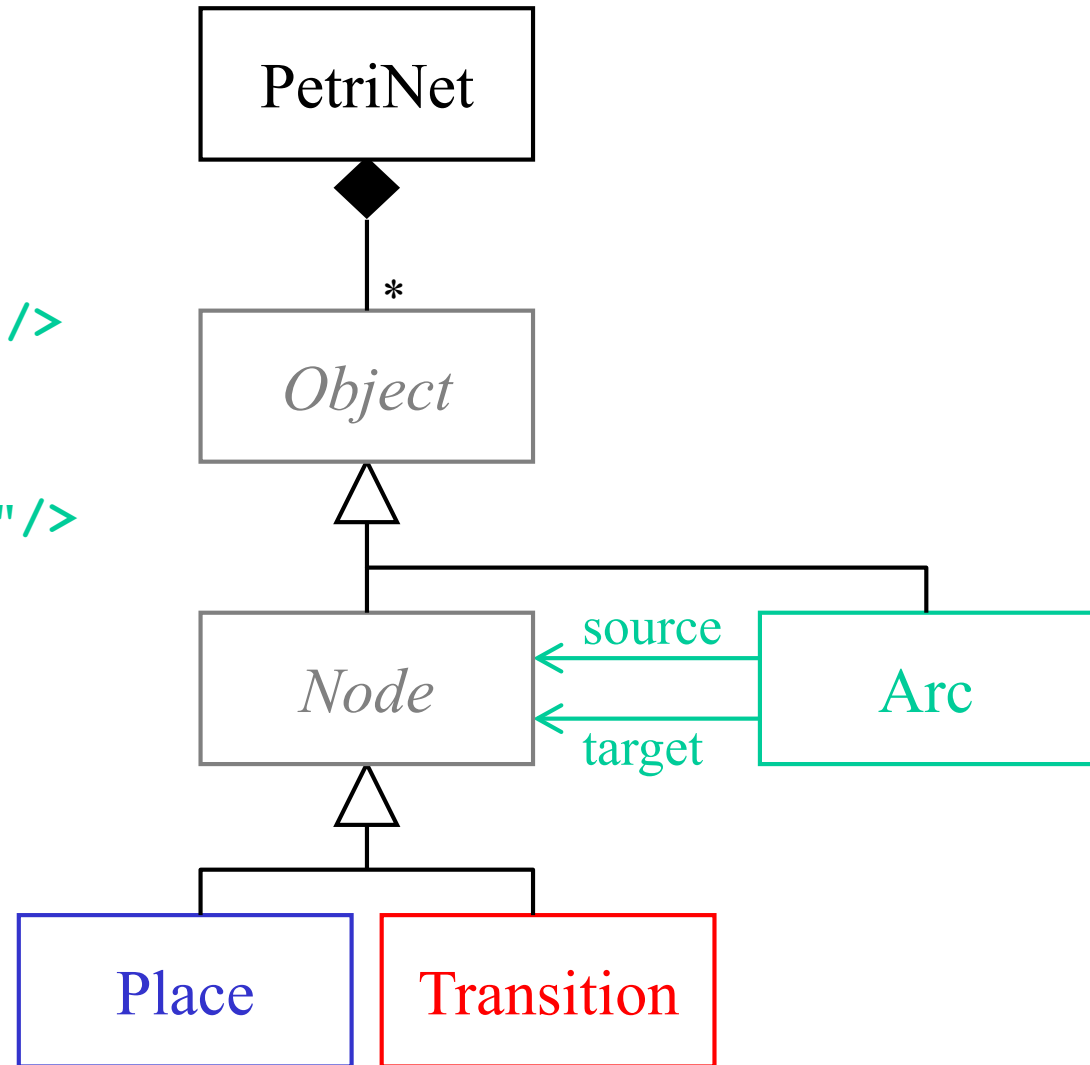 PetriNet
*
/>
Object
"/>
source
Node
Arc
target
Place
Transition